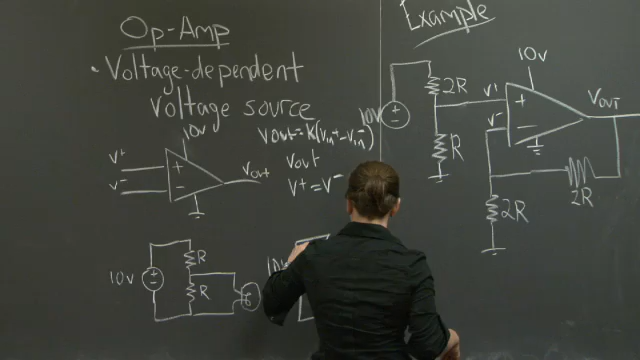 Op-Amp
• Voltage-dependent
Voltage source
10v
V+
V-
+
-
Vout
Vout = K(Vin+ - Vin-)
Vout
V+ = V-
10v
+
-
R
R
10v
Example
10v
+
-
2R
R
V+
V-
10v
+
-
Vout
2R
2R